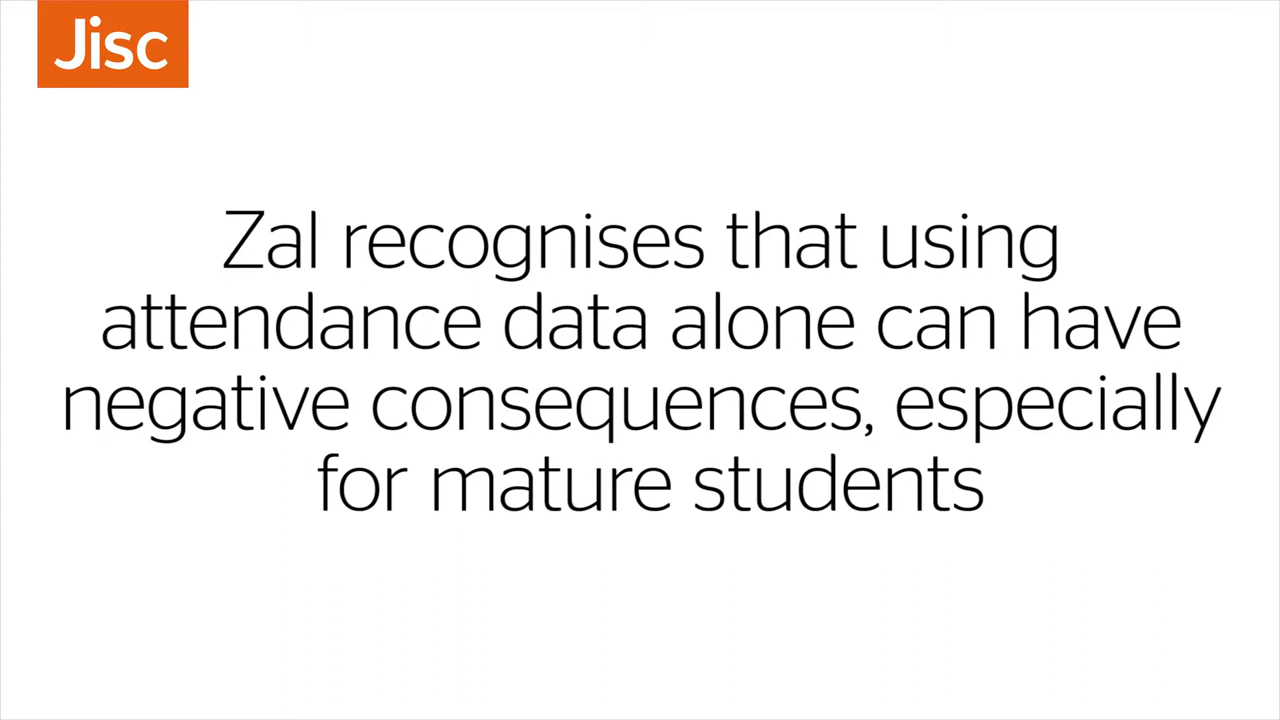 Jisc
Zal recognises that using
attendance data alone can have
negative consequences, especially
for mature students